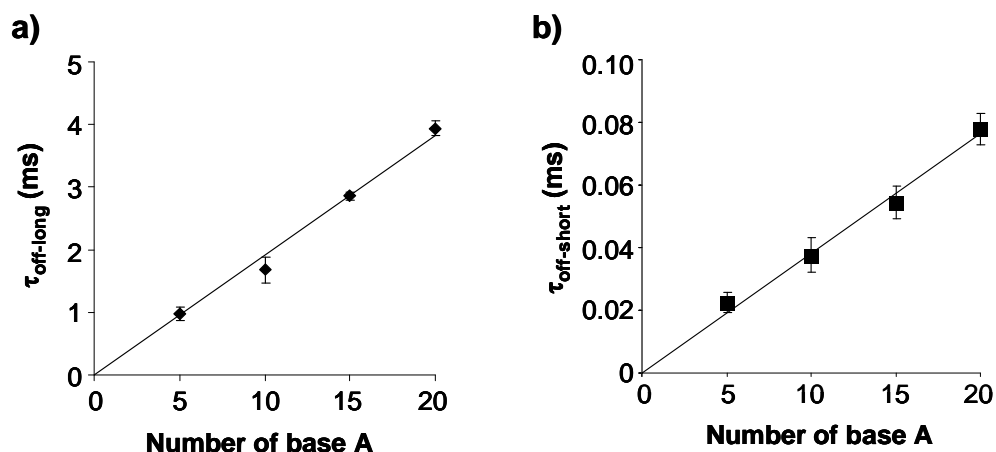 a)
5
4
3
2
1
0
τoff-long (ms)
0 5 10 15 20
Number of base A
b)
0.10
0.08
0.06
0.04
0.02
0
τoff-short (ms)
0 5 10 15 20
Number of base A